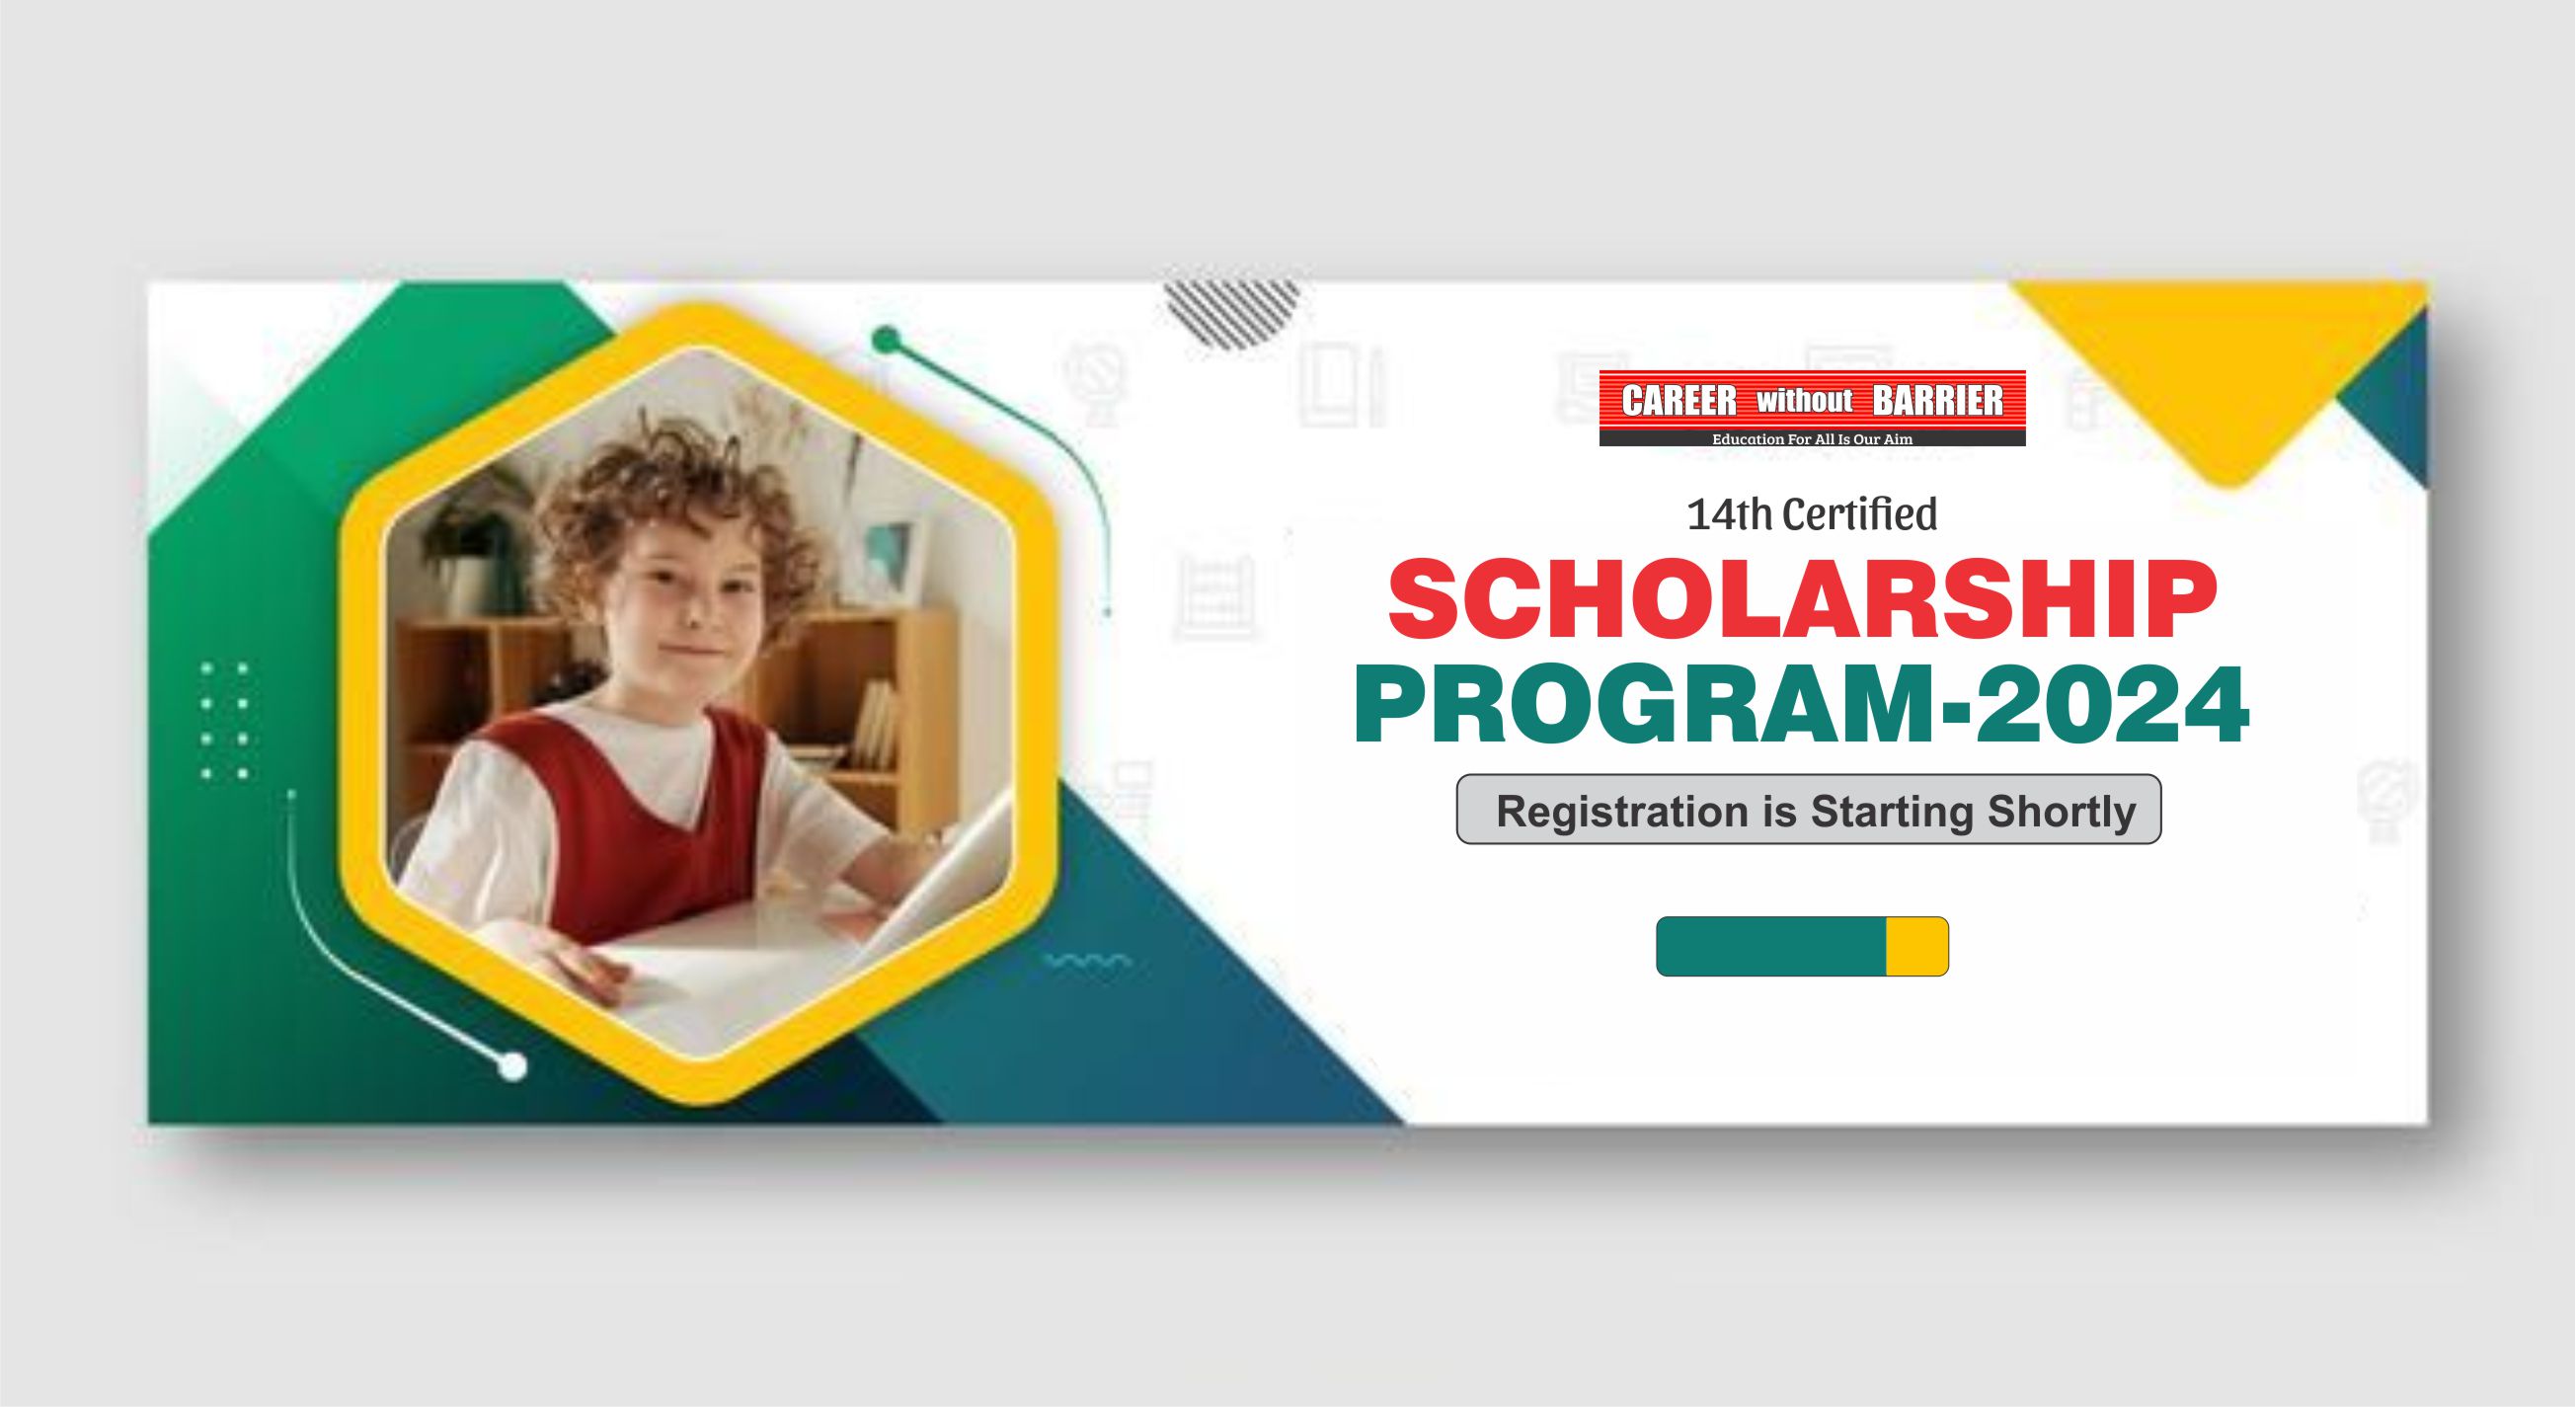 CAREER without BARRIER
Education For All Is Our Aim
14th Certified
SCHOLARSHIP
PROGRAM-2024
Registration is Starting Shortly